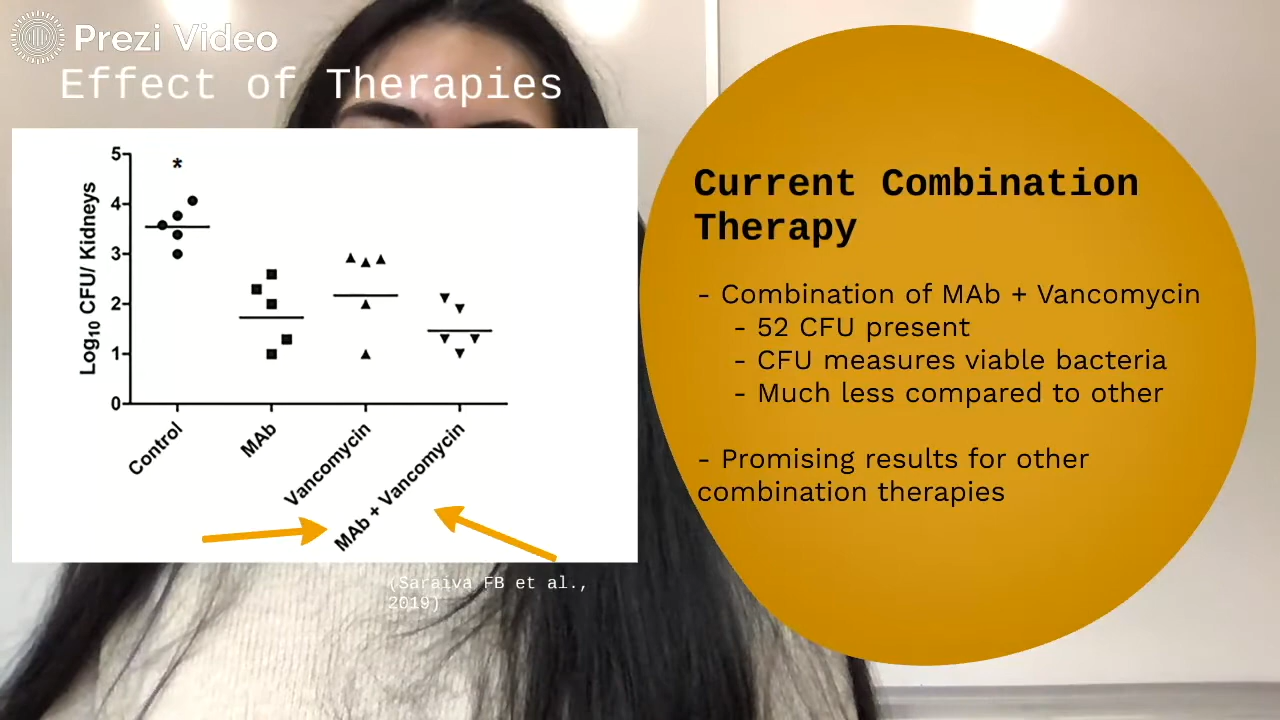 Prezi Video
Effect of Therapies
5
*
4
3
2
1
0
Log10 CFU/ Kidneys
Control
MAb
Vancomycin
MAb + Vancomycin
(Saraiva FB et al.,
2019)
Current Combination
Therapy
- Combination of MAb + Vancomycin
- 52 CFU present
- CFU measures viable bacteria
- Much less compared to other
- Promising results for other
combination therapies